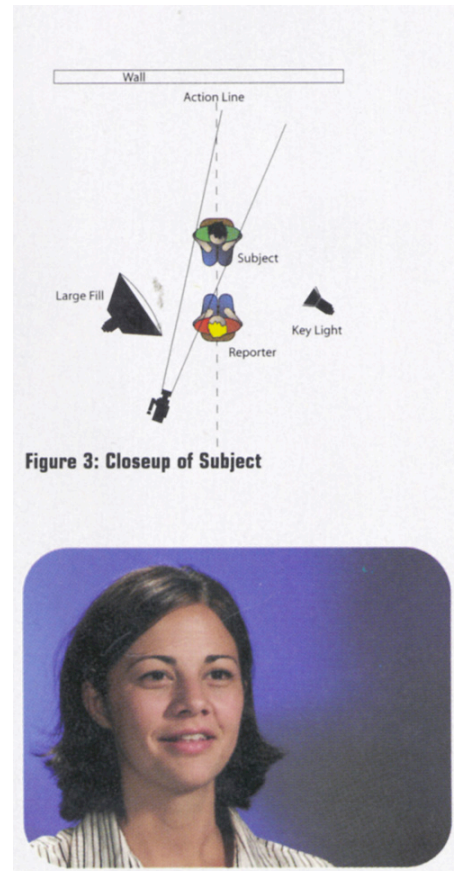 Wall
Action Line
Subject
Large Fill
Key Light
Reporter
Figure 3: Closeup of Subject